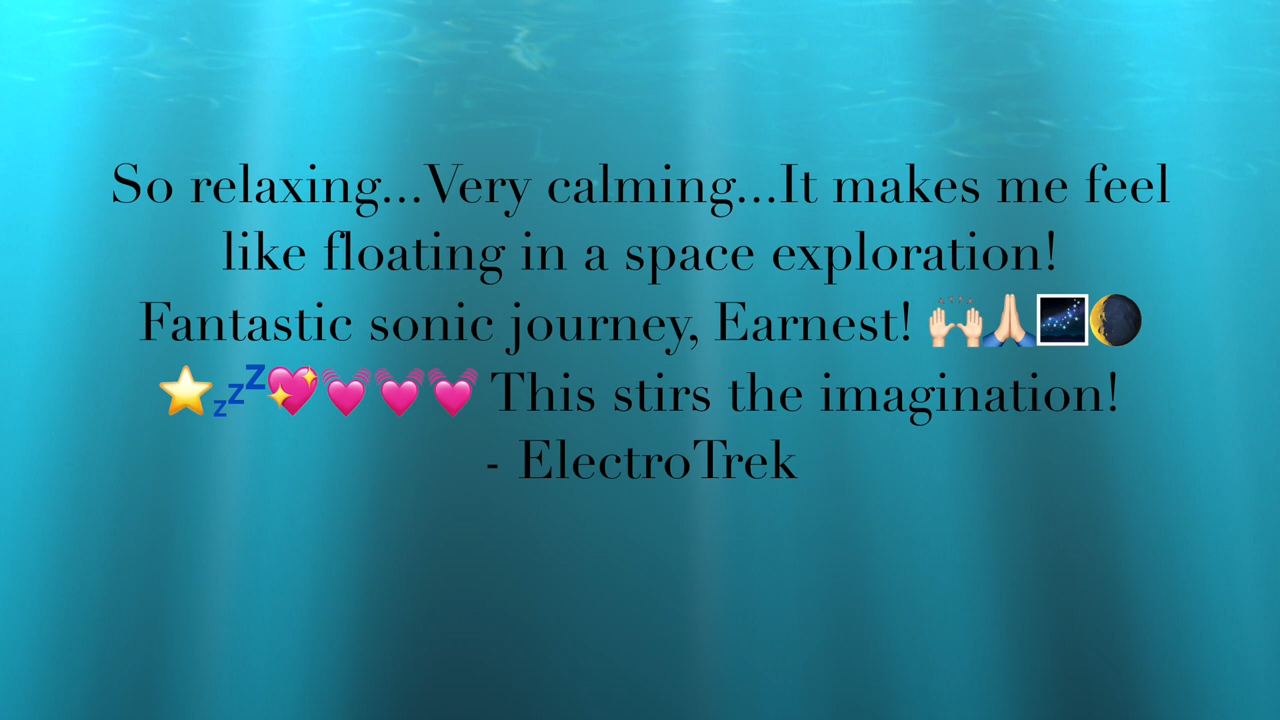 So relaxing...Very calming...It makes me feel
like floating in a space exploration!
Fantastic sonic journey, Earnest! 🙌🏻🙏🏻🌌🌘
⭐💤💖💓💓💓 This stirs the imagination!
- ElectroTrek